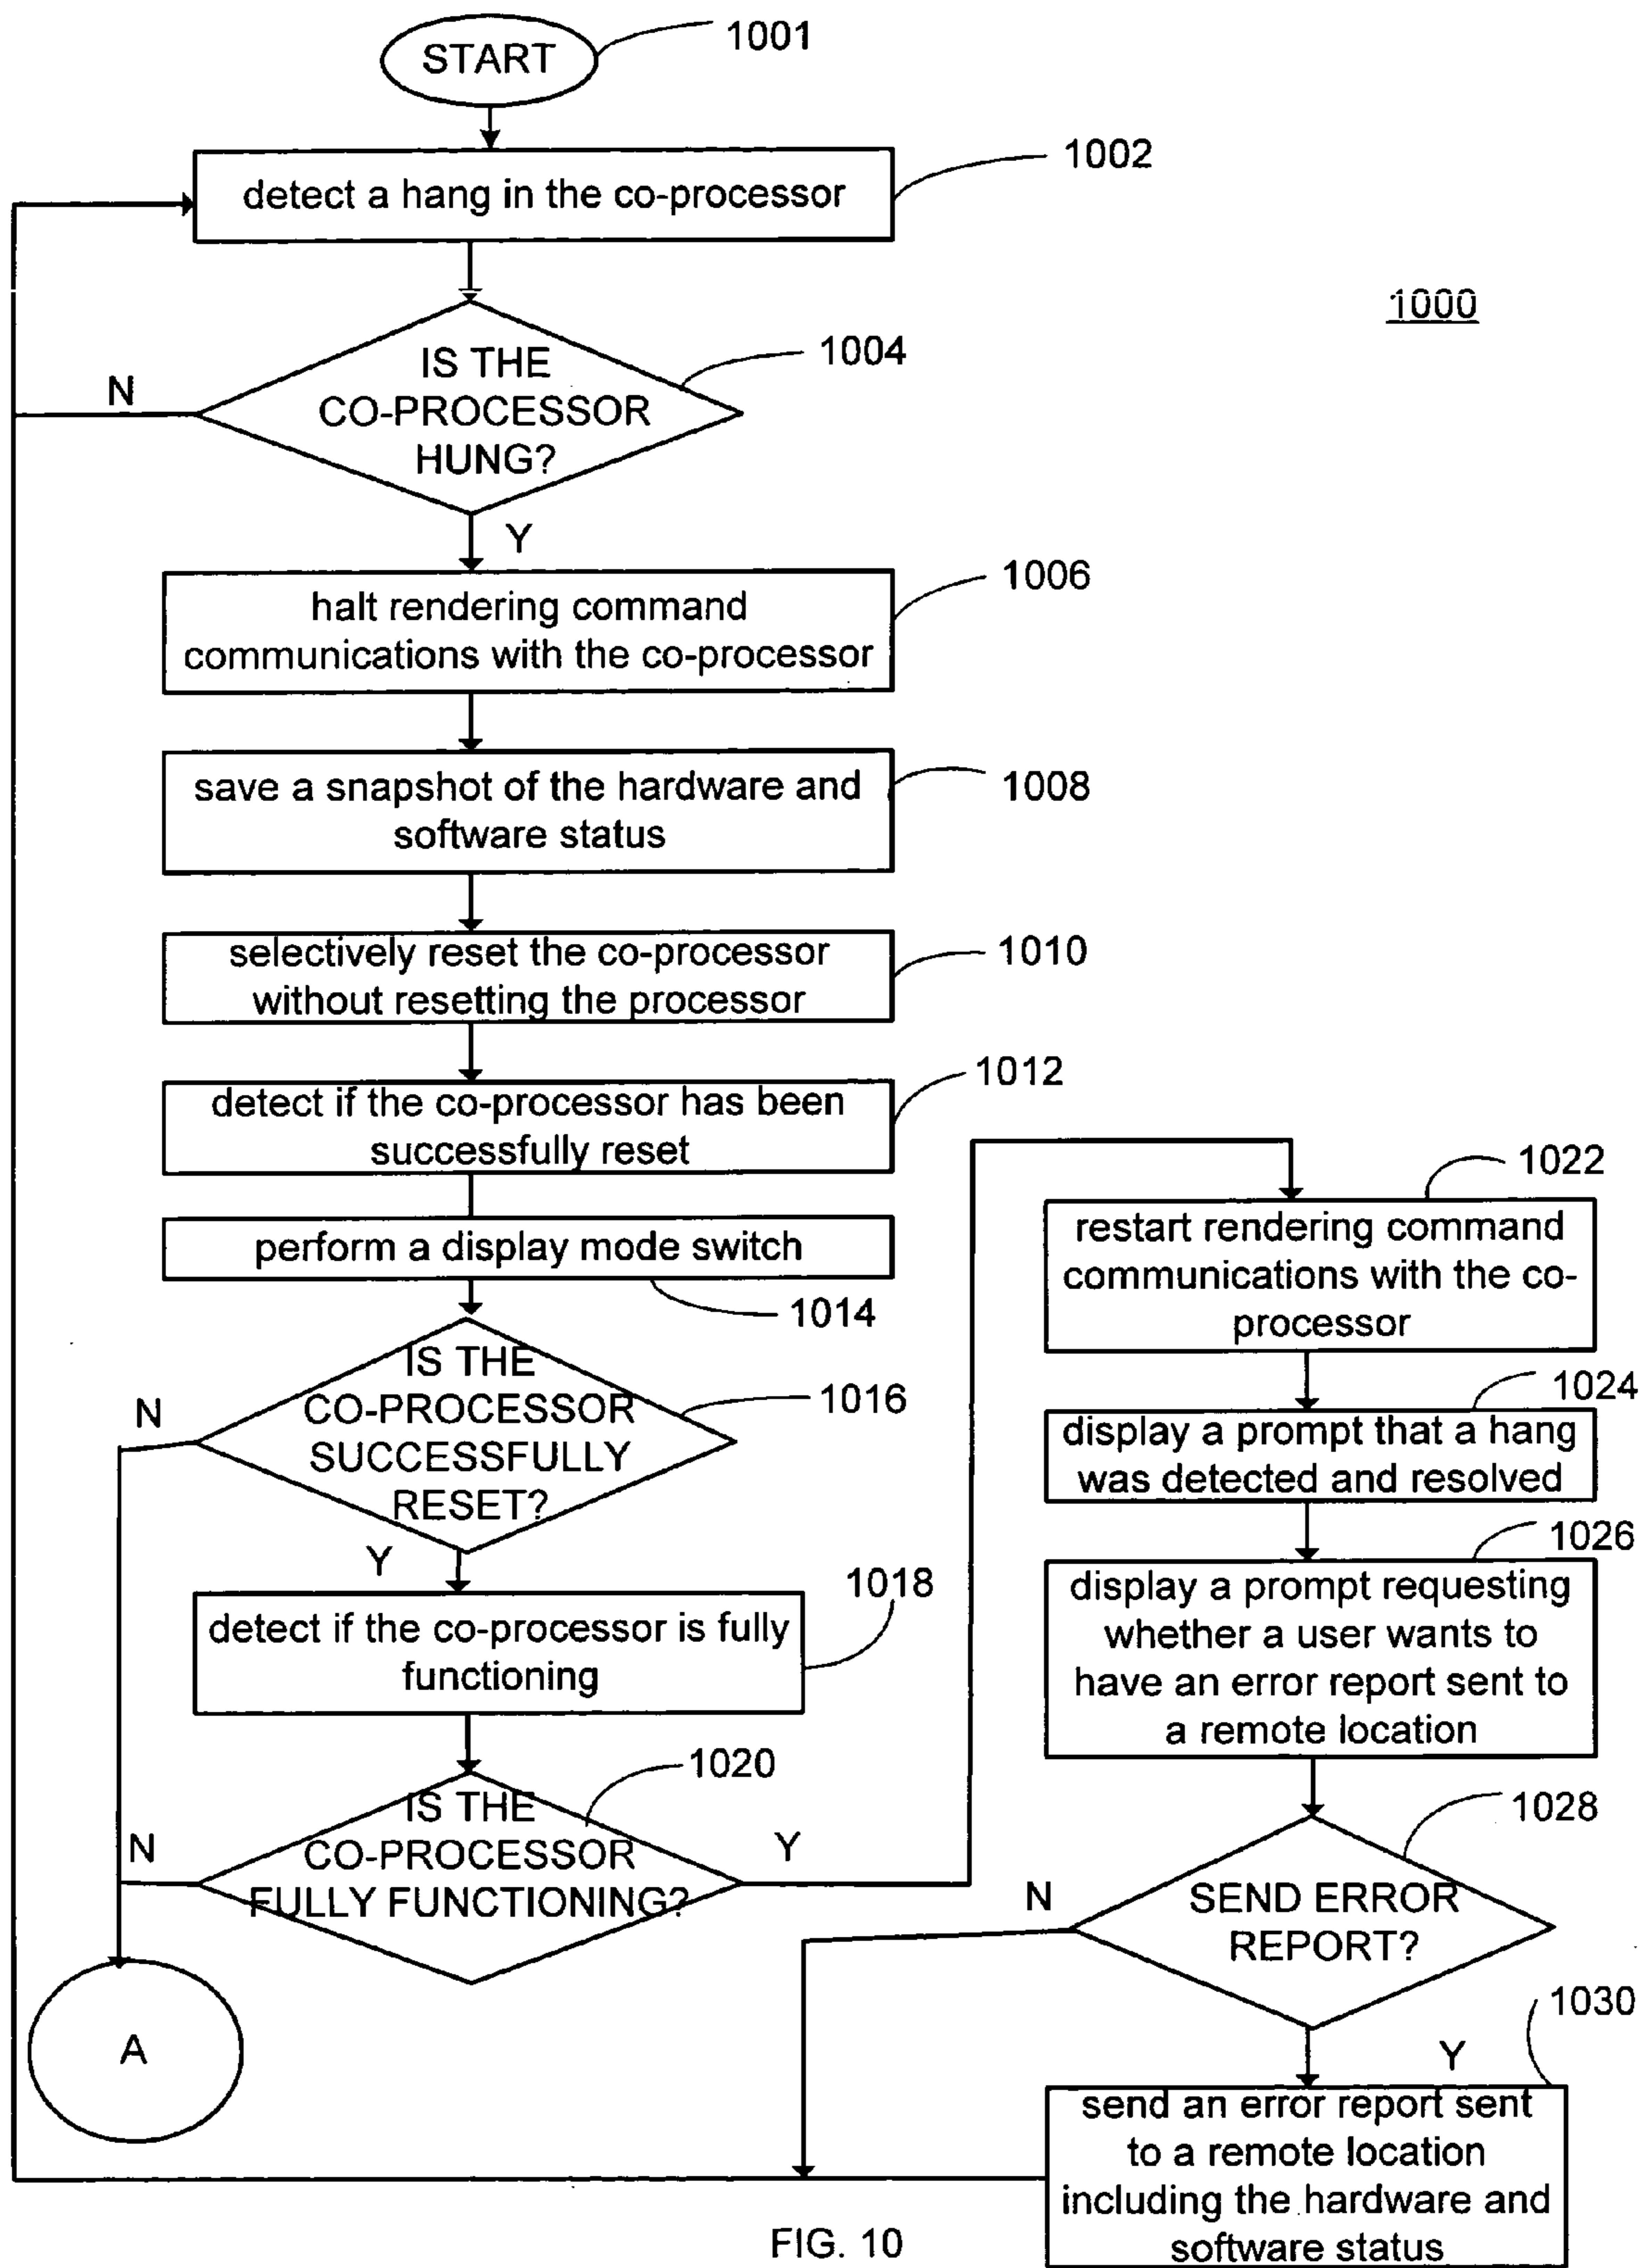 START
1001
detect a hang in the co-processor
1002
1000
IS THE
CO-PROCESSOR
HUNG?
1004
N
Y
halt rendering command
communications with the co-processor
1006
save a snapshot of the hardware and
software status
1008
selectively reset the co-processor
without resetting the processor
1010
detect if the co-processor has been
successfully reset
1012
perform a display mode switch
1014
IS THE
CO-PROCESSOR
SUCCESSFULLY
RESET?
1016
N
Y
detect if the co-processor is fully
functioning
1018
IS THE
CO-PROCESSOR
FULLY FUNCTIONING?
1020
N
Y
A
restart rendering command
communications with the co-
processor
1022
display a prompt that a hang
was detected and resolved
1024
display a prompt requesting
whether a user wants to
have an error report sent to
a remote location
1026
SEND ERROR
REPORT?
1028
N
Y
send an error report sent
to a remote location
including the hardware and
software status
1030
FIG. 10